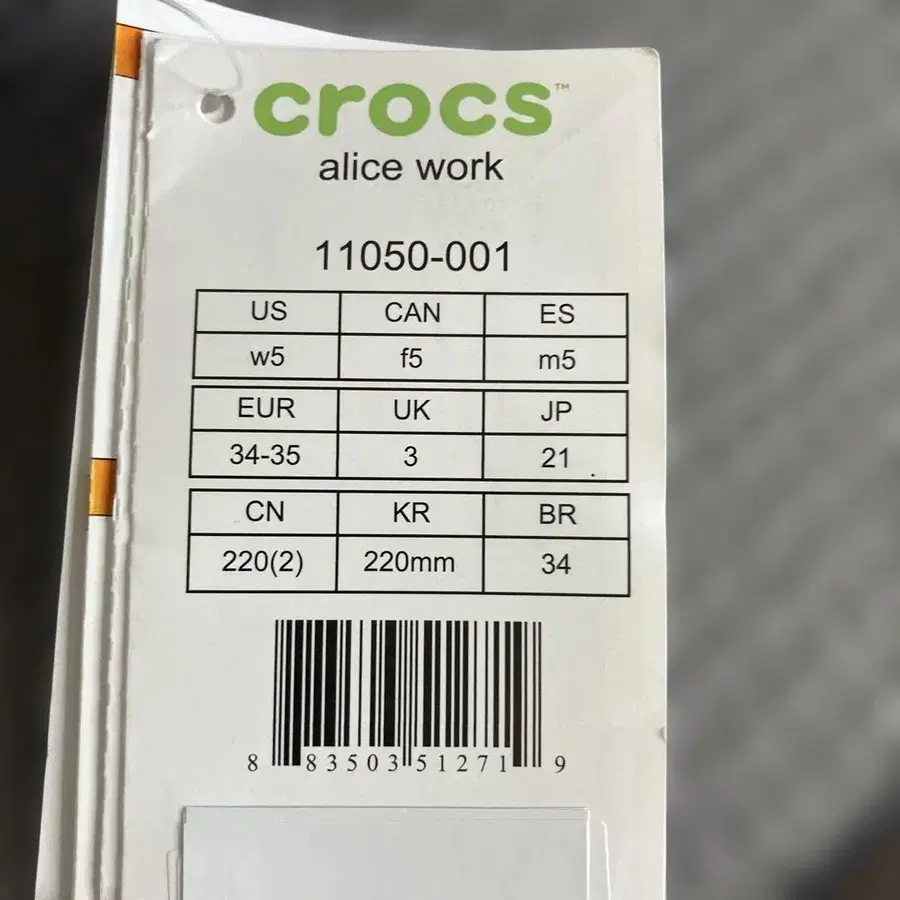 crocs™
alice work
11050-001
US CAN ES
w5 f5 m5
EUR UK JP
34-35 3 21
CN KR BR
220(2) 220mm 34
8 83503 51271 9